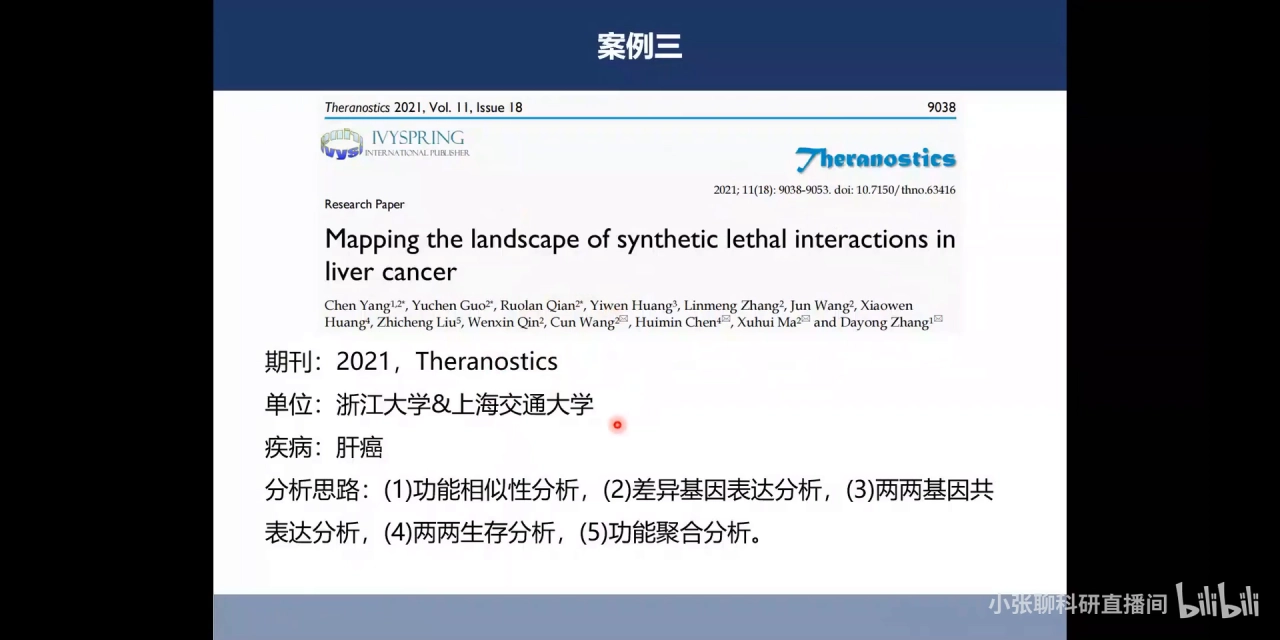 案例三
Theranostics 2021, Vol. 11, Issue 18
9038
IVYSPRING
INTERNATIONAL PUBLISHER
Theranostics
2021; 11(18): 9038-9053. doi: 10.7150/thno.63416
Research Paper
Mapping the landscape of synthetic lethal interactions in
liver cancer
Chen Yang1,2*, Yuchen Guo2*, Ruolan Qian2*, Yiwen Huang3, Linmeng Zhang2, Jun Wang2, Xiaowen
Huang4, Zhicheng Liu5, Wenxin Qin2, Cun Wang2✉, Huimin Chen4✉, Xuhui Ma2✉ and Dayong Zhang1✉
期刊：2021，Theranostics
单位：浙江大学&上海交通大学
疾病：肝癌
分析思路：(1)功能相似性分析，(2)差异基因表达分析，(3)两两基因共
表达分析，(4)两两生存分析，(5)功能聚合分析。
小张聊科研直播间 bilibili